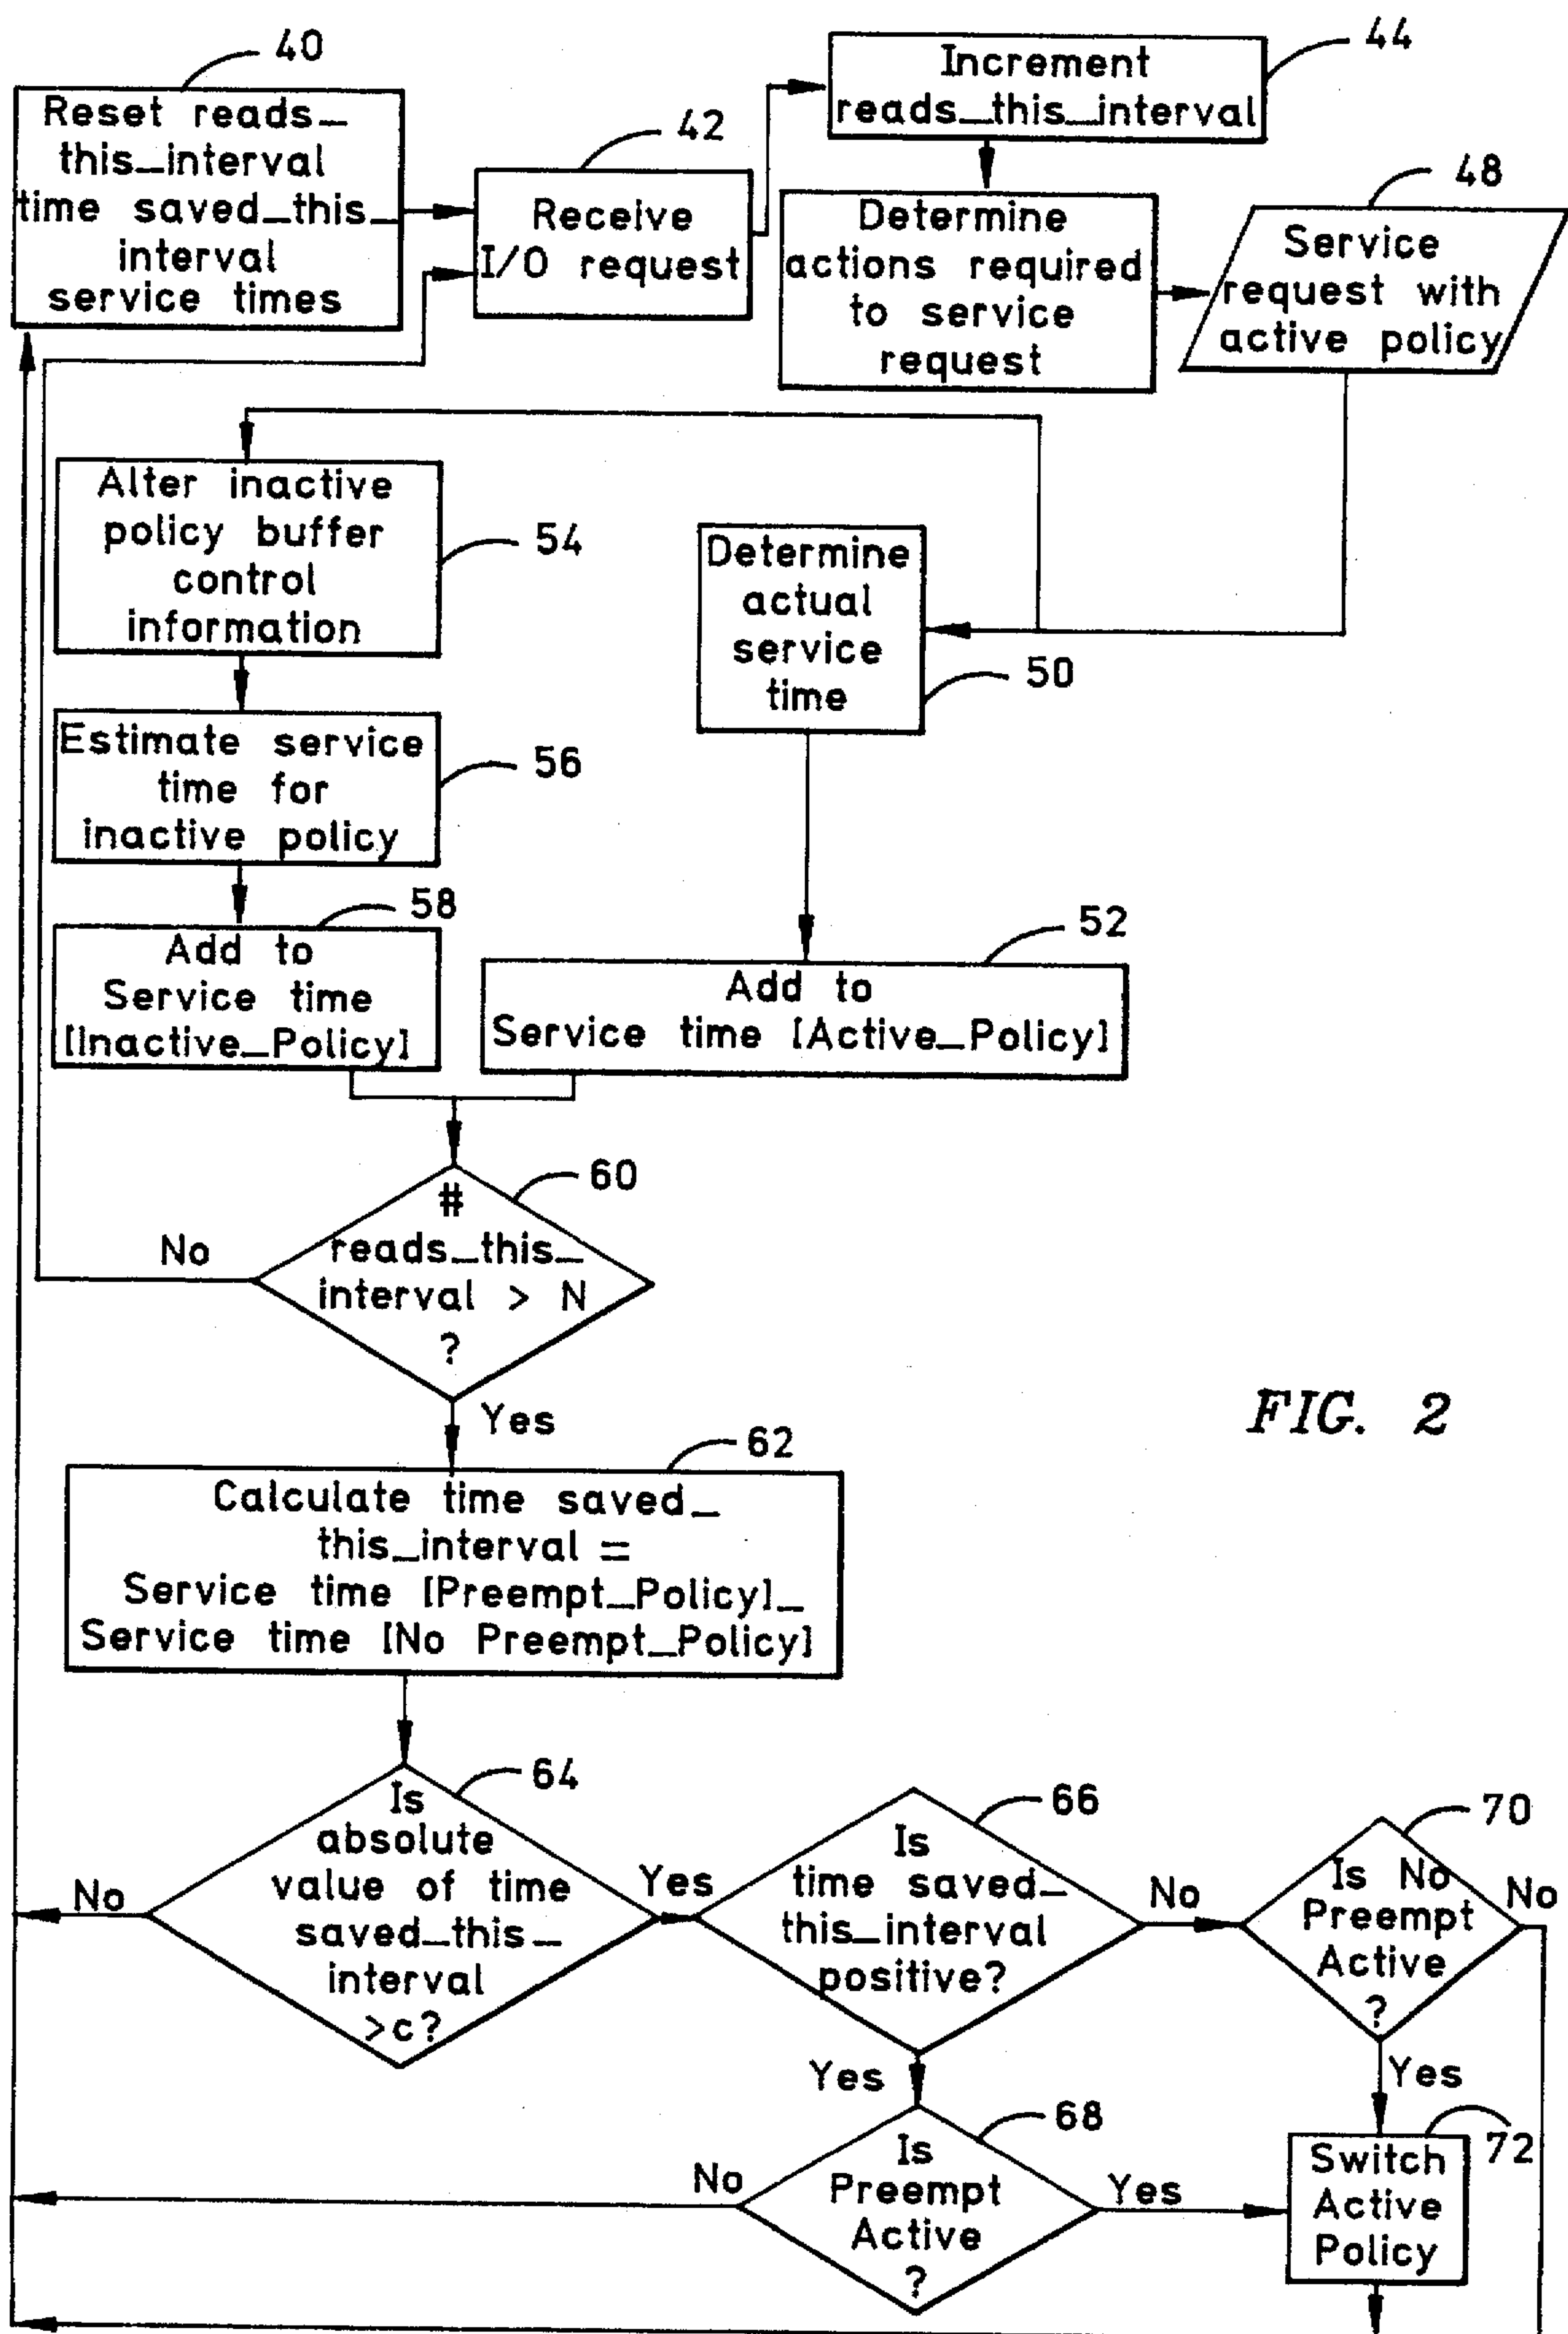 40
Reset reads_
this_interval
time saved_this_
interval
service times
42
Receive
I/O request
44
Increment
reads_this_interval
Determine
actions required
to service
request
48
Service
request with
active policy
Alter inactive
policy buffer
control
information
54
Determine
actual
service
time
50
Estimate service
time for
inactive policy
56
58
Add to
Service time
[Inactive_Policy]
52
Add to
Service time [Active_Policy]
60
#
reads_this_
interval > N
?
No
Yes
FIG. 2
62
Calculate time saved_
this_interval =
Service time [Preempt_Policy]_
Service time [No Preempt_Policy]
64
Is
absolute
value of time
saved_this_
interval
>c?
No
Yes
66
Is
time saved_
this_interval
positive?
No
Yes
70
Is No
Preempt
Active
?
No
Yes
68
Is
Preempt
Active
?
No
Yes
72
Switch
Active
Policy